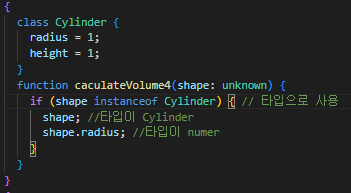 {
class Cylinder {
radius = 1;
height = 1;
}
function caculateVolume4(shape: unknown) {
if (shape instanceof Cylinder) { // 타입으로 사용
shape; //타입이 Cylinder
shape.radius; //타입이 numer
}
}
}